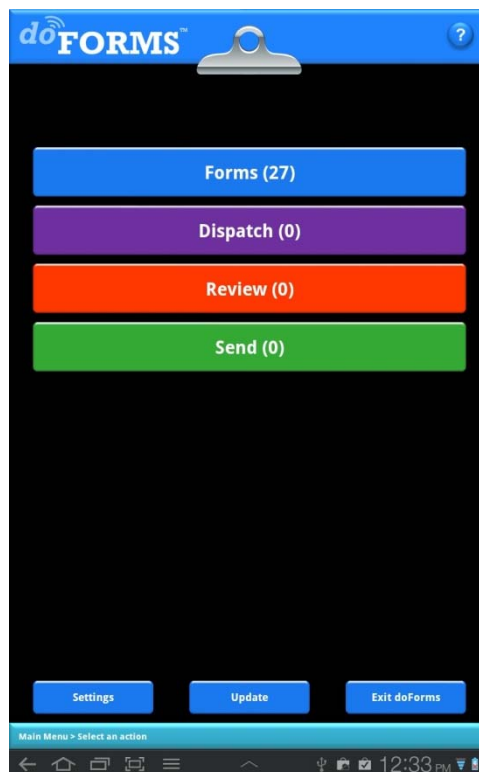 doFORMS™
?
Forms (27)
Dispatch (0)
Review (0)
Send (0)
Settings Update Exit doForms
Main Menu > Select an action
12:33 PM